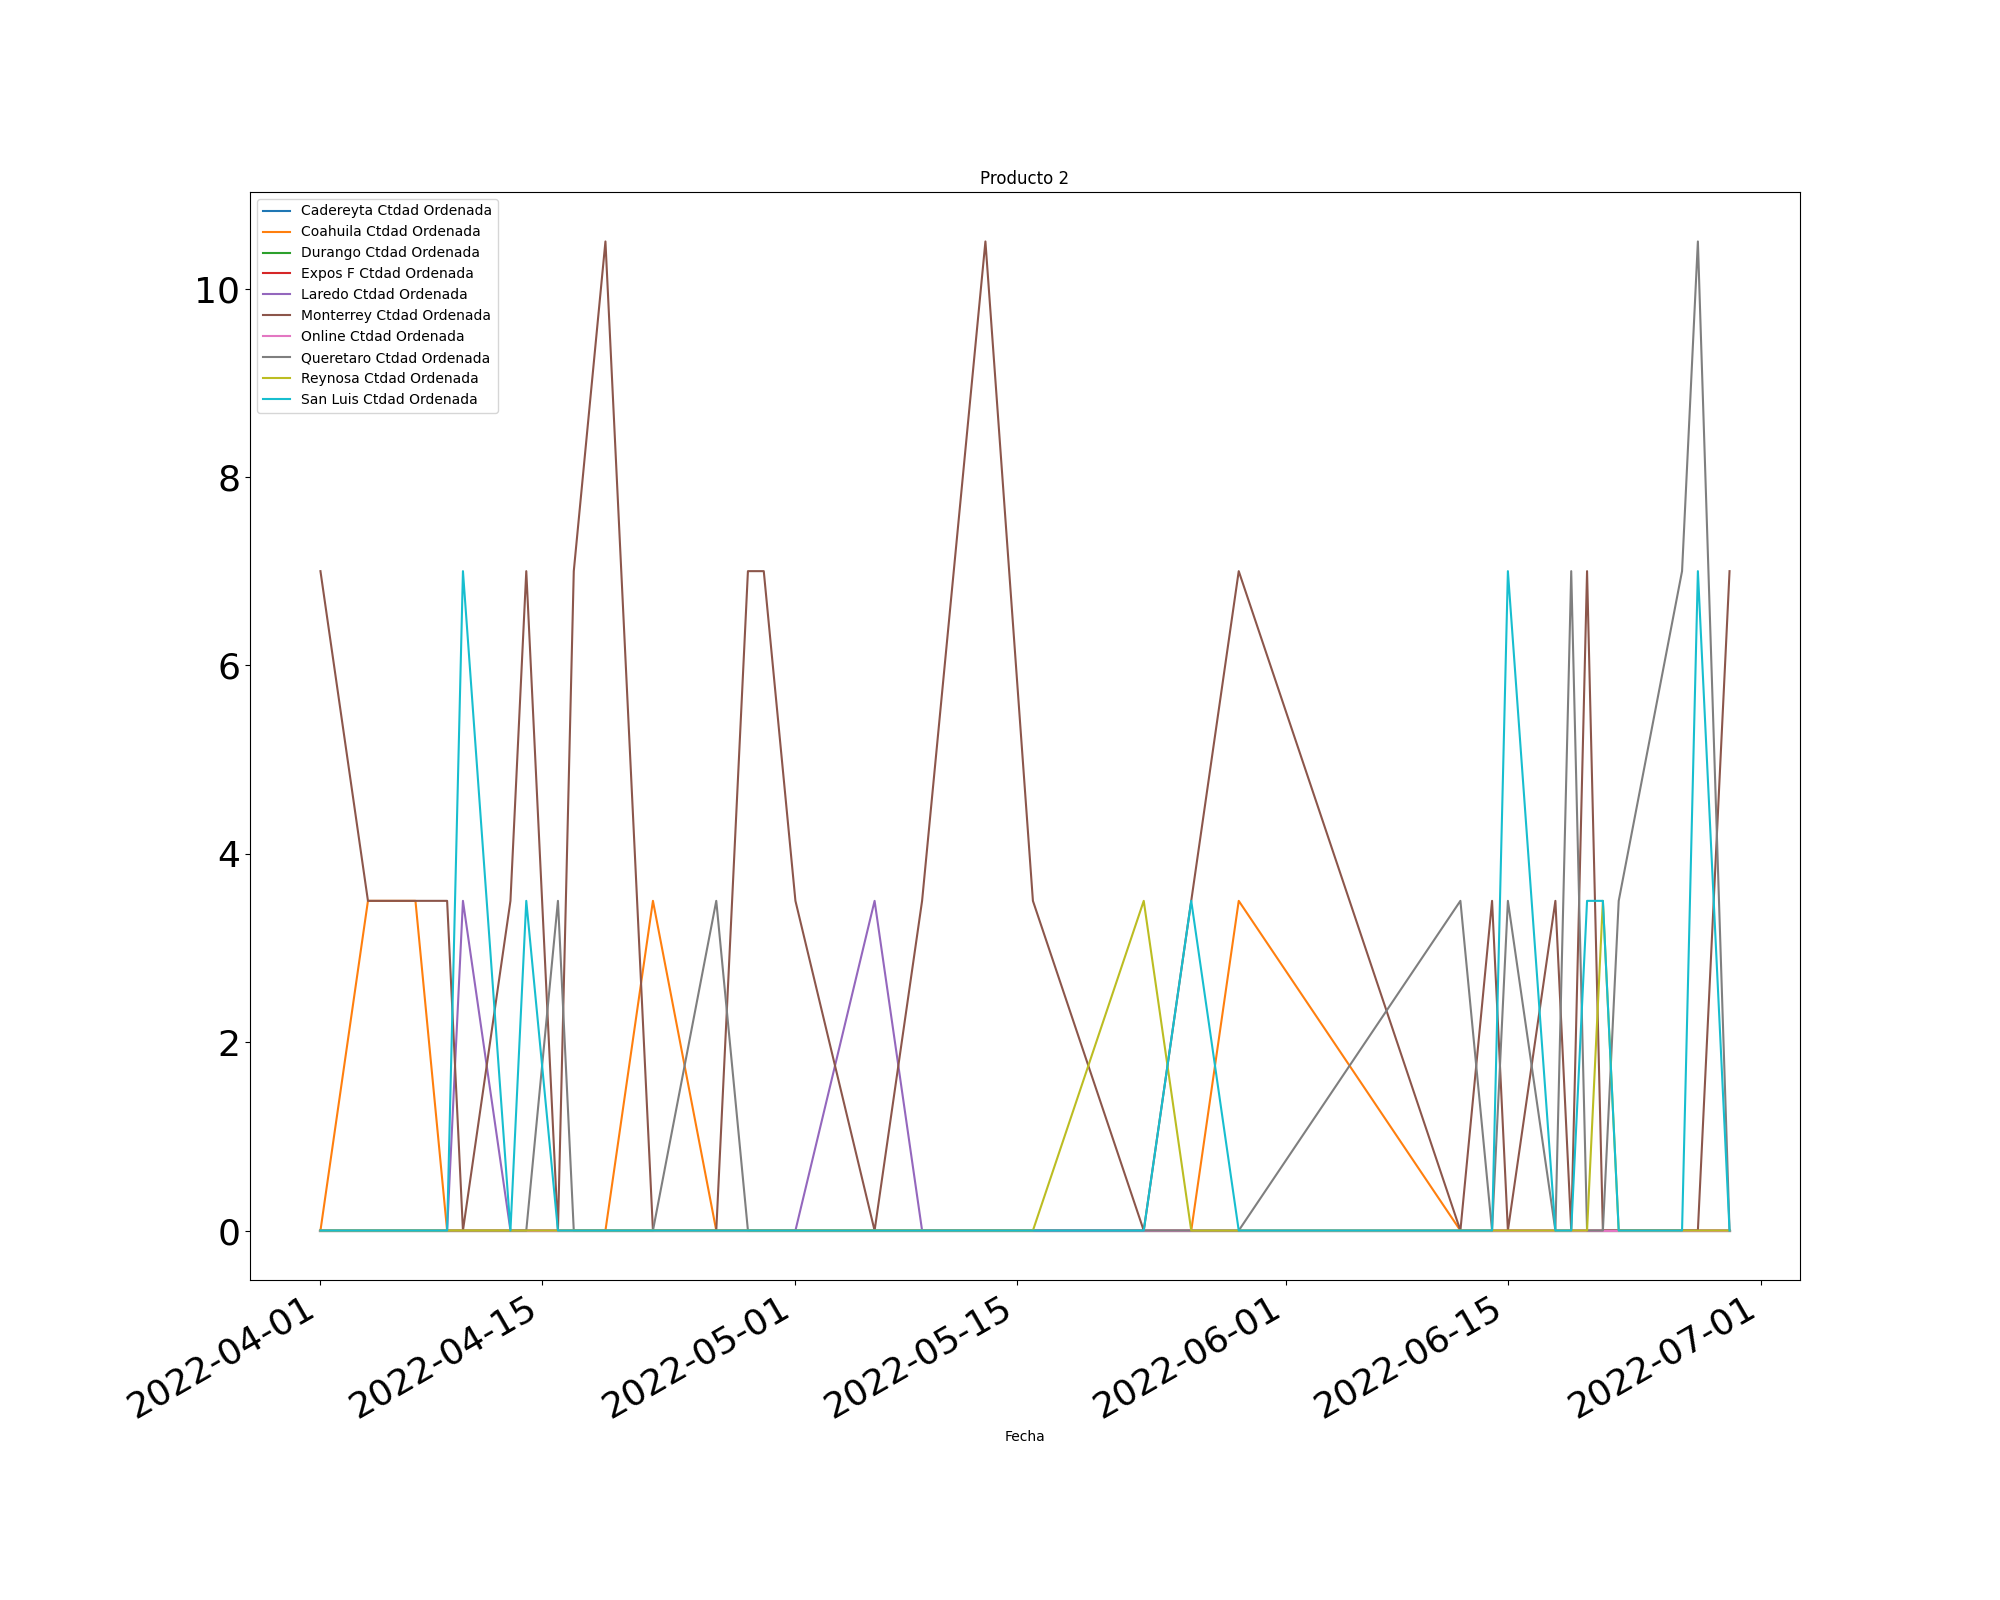 Producto 2
Cadereyta Ctdad Ordenada
Coahuila Ctdad Ordenada
Durango Ctdad Ordenada
Expos F Ctdad Ordenada
Laredo Ctdad Ordenada
Monterrey Ctdad Ordenada
Online Ctdad Ordenada
Queretaro Ctdad Ordenada
Reynosa Ctdad Ordenada
San Luis Ctdad Ordenada
10
8
6
4
2
0
2022-04-01
2022-04-15
2022-05-01
2022-05-15
2022-06-01
2022-06-15
2022-07-01
Fecha